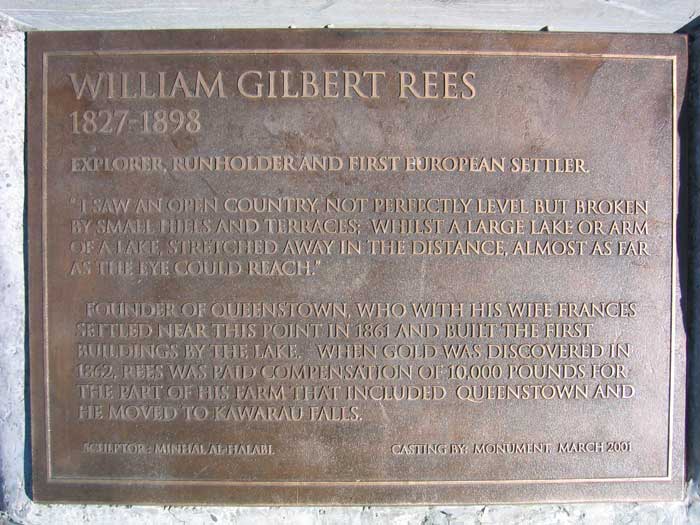 WILLIAM GILBERT REES
1827-1898
EXPLORER, RUNHOLDER AND FIRST EUROPEAN SETTLER.
"I SAW AN OPEN COUNTRY, NOT PERFECTLY LEVEL BUT BROKEN
BY SMALL HILLS AND TERRACES; WHILST A LARGE LAKE OR ARM
OF A LAKE, STRETCHED AWAY IN THE DISTANCE, ALMOST AS FAR
AS THE EYE COULD REACH."
FOUNDER OF QUEENSTOWN, WHO WITH HIS WIFE FRANCES
SETTLED NEAR THIS POINT IN 1861 AND BUILT THE FIRST
BUILDINGS BY THE LAKE. WHEN GOLD WAS DISCOVERED IN
1862, REES WAS PAID COMPENSATION OF 10,000 POUNDS FOR
THE PART OF HIS FARM THAT INCLUDED QUEENSTOWN AND
HE MOVED TO KAWARAU FALLS.
SCULPTOR: MINHAL AL-HALABI. CASTING BY: MONUMENT, MARCH 2001